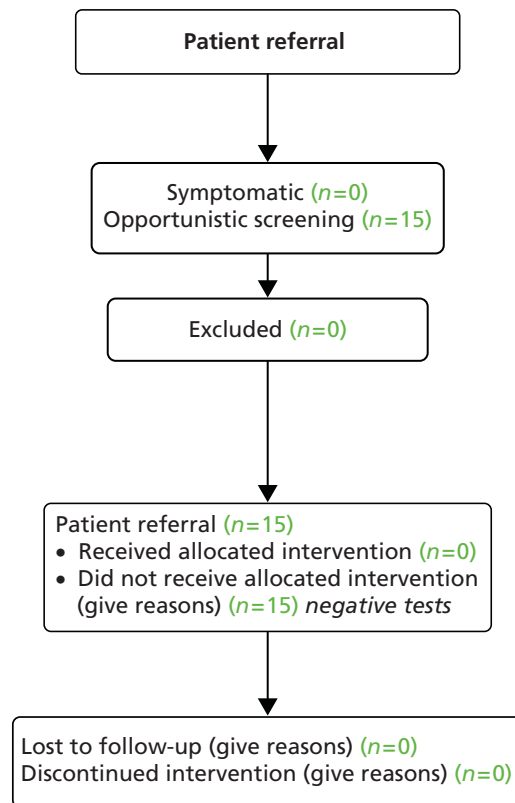 Patient referral
Symptomatic (n=0)
Opportunistic screening (n=15)
Excluded (n=0)
Patient referral (n=15)
• Received allocated intervention (n=0)
• Did not receive allocated intervention
(give reasons) (n=15) negative tests
Lost to follow-up (give reasons) (n=0)
Discontinued intervention (give reasons) (n=0)